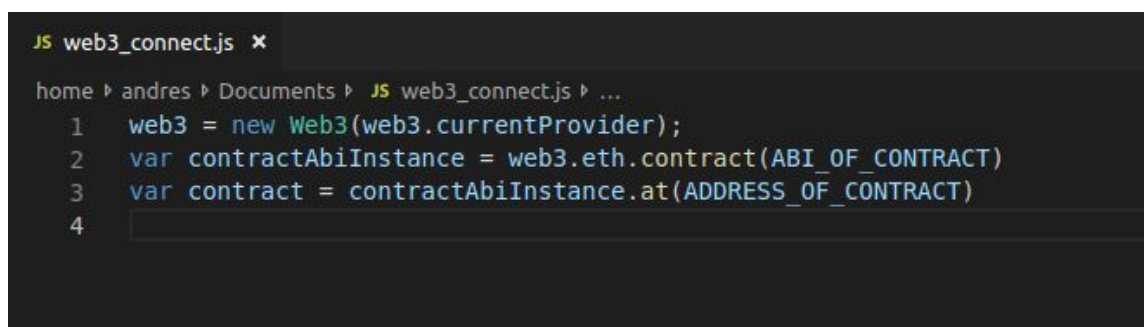 JS web3_connect.js ×
home ▸ andres ▸ Documents ▸ JS web3_connect.js ▸ ...
1 web3 = new Web3(web3.currentProvider);
2 var contractAbiInstance = web3.eth.contract(ABI_OF_CONTRACT)
3 var contract = contractAbiInstance.at(ADDRESS_OF_CONTRACT)
4